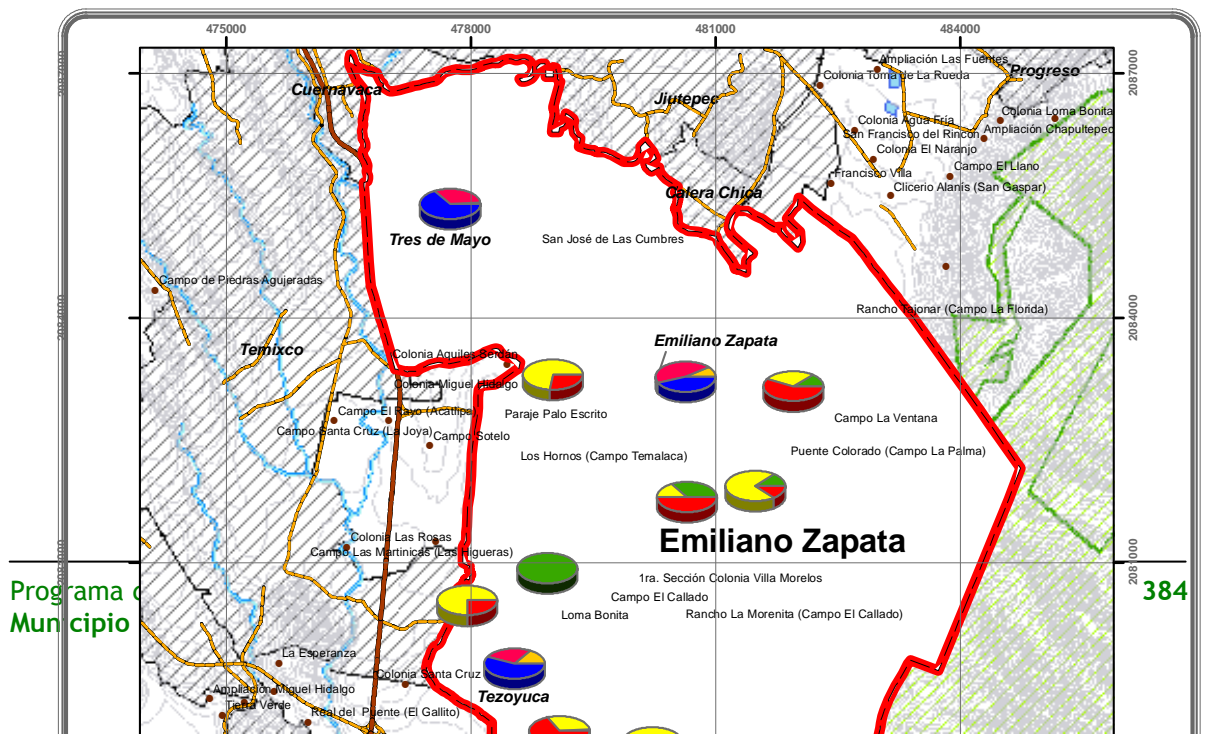 475000
478000
481000
484000
2087000
Cuernavaca
Jiutepec
Ampliación Las Fuentes
Colonia Toma de La Rueda
Progreso
Colonia Agua Fría
San Francisco del Rincón
Colonia Loma Bonita
Ampliación Chapultepec
Colonia El Naranjo
Francisco Villa
Campo El Llano
Clicerio Alanís (San Gaspar)
Calera Chica
Tres de Mayo
San José de Las Cumbres
Campo de Piedras Agujeradas
Rancho Tajonar (Campo La Florida)
2084000
2084000
Temixco
Emiliano Zapata
Colonia Aquiles Serdán
Colonia Miguel Hidalgo
Campo El Rayo (Acatlipa)
Paraje Palo Escrito
Campo La Ventana
Campo Santa Cruz (La Joya)
Campo Sotelo
Los Hornos (Campo Temalaca)
Puente Colorado (Campo La Palma)
Emiliano Zapata
Colonia Las Rosas
Campo Las Martinicas (Las Higueras)
2081000
Programa
Municipio
384
1ra. Sección Colonia Villa Morelos
Campo El Callado
Loma Bonita
Rancho La Morenita (Campo El Callado)
La Esperanza
Colonia Santa Cruz
Ampliación Miguel Hidalgo
Tierra Verde
Real del Puente (El Gallito)
Tezoyuca